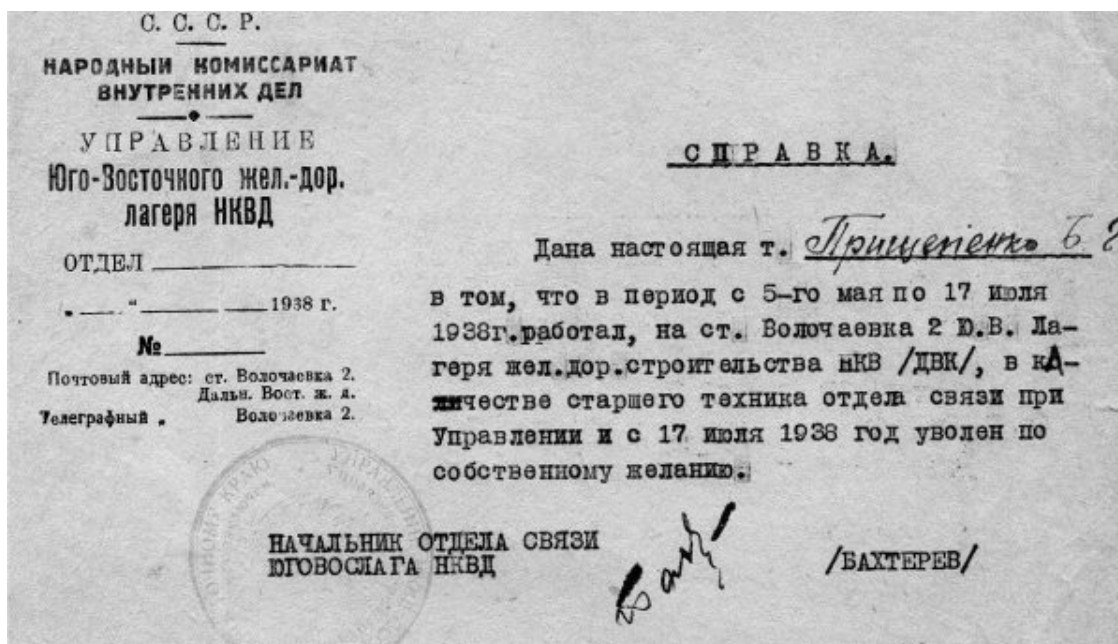 С. С. С. Р.
НАРОДНЫЙ КОМИССАРИАТ
ВНУТРЕННИХ ДЕЛ
УПРАВЛЕНИЕ
Юго-Восточного жел.-дор.
лагеря НКВД
ОТДЕЛ
„ “ 1938 г.
№
Почтовый адрес: ст. Волочаевка 2.
Дальн. Вост. ж. д.
Телеграфный „ Волочаевка 2.
СПРАВКА.
Дана настоящая т. Прищепенко Б
в том, что в период с 5-го мая по 17 июля
1938г.работал, на ст. Волочаевка 2 Ю.В. Ла-
геря жел.дор.строительства НКВ /ДВК/, в кА-
честве старшего техника отдела связи при
Управлении и с 17 июля 1938 год уволен по
собственному желанию.
УПРАВЛЕНИЕ
КРАЮ
НАЧАЛЬНИК ОТДЕЛА СВЯЗИ
ЮГОВОСЛАГА НКВД
/БАХТЕРЕВ/